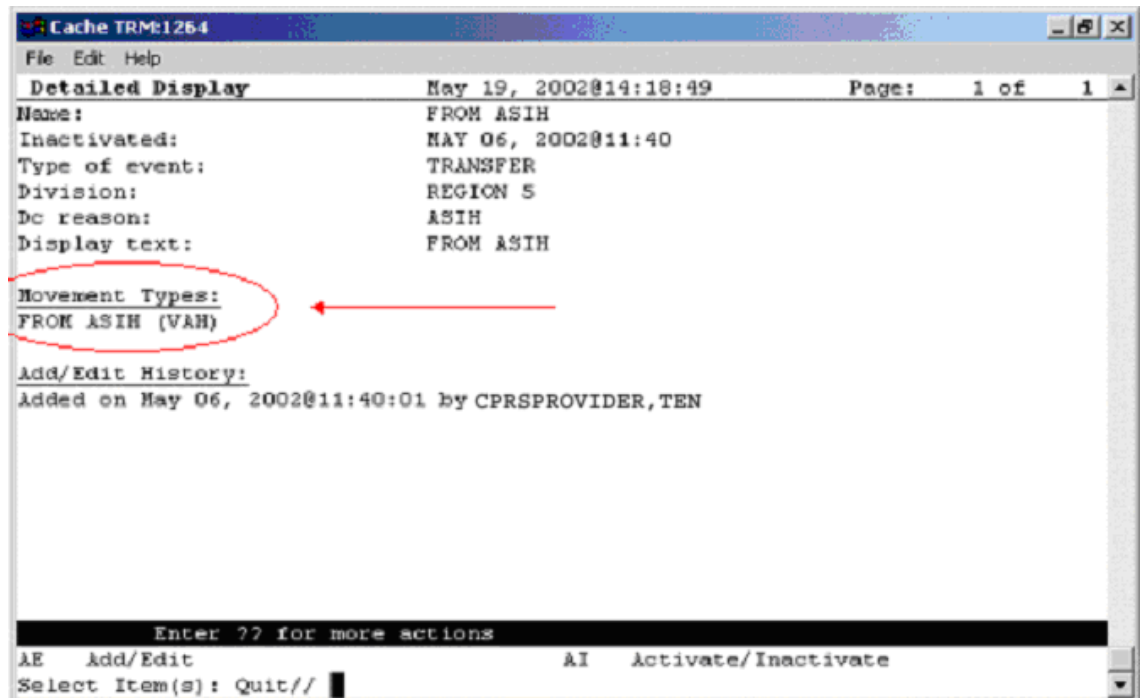 Cache TRM:1264
File Edit Help
Detailed Display May 19, 2002@14:18:49 Page: 1 of 1
Name: FROM ASIH
Inactivated: MAY 06, 2002@11:40
Type of event: TRANSFER
Division: REGION 5
Dc reason: ASIH
Display text: FROM ASIH
Movement Types:
FROM ASIH (VAH)
Add/Edit History:
Added on May 06, 2002@11:40:01 by CPRSPROVIDER,TEN
Enter ?? for more actions
AE Add/Edit AI Activate/Inactivate
Select Item(s): Quit//